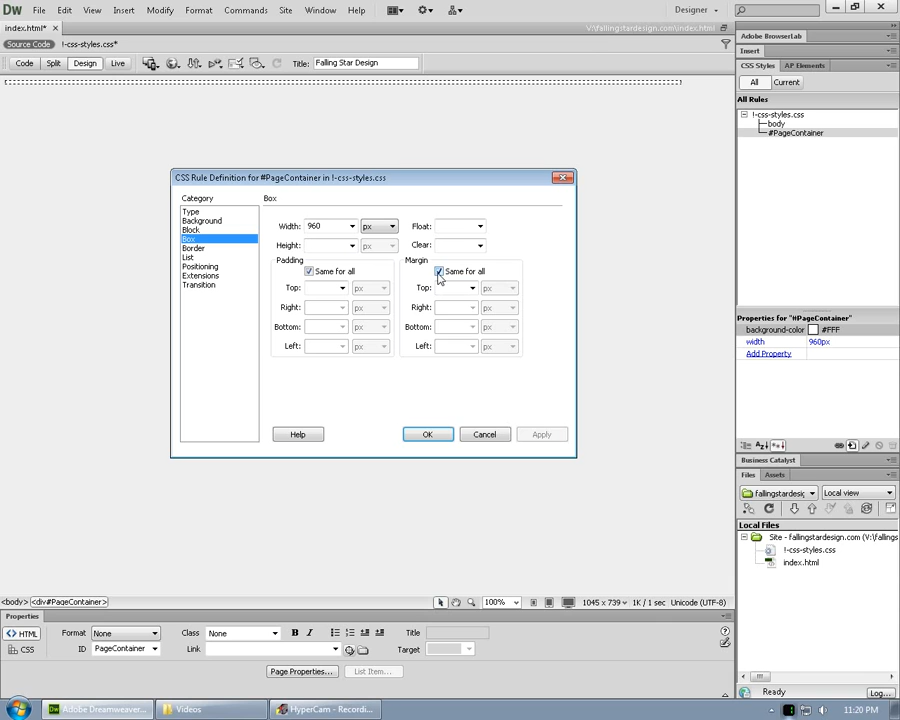 Dw File Edit View Insert Modify Format Commands Site Window Help Designer
index.html* V:\fallingstardesign.com\index.html
Source Code !-css-styles.css*
Code Split Design Live Title: Falling Star Design
Adobe BrowserLab
Insert
CSS Styles AP Elements
All Current
All Rules
!-css-styles.css
body
#PageContainer
CSS Rule Definition for #PageContainer in !-css-styles.css
Category Box
Type
Background
Block
Box
Border
List
Positioning
Extensions
Transition
Width: 960 px Float:
Height: px Clear:
Padding Margin
Same for all Same for all
Top: px Top: px
Right: px Right: px
Bottom: px Bottom: px
Left: px Left: px
Help OK Cancel Apply
Properties for "#PageContainer"
background-color #FFF
width 960px
Add Property
Business Catalyst
Files Assets
fallingstardesig Local view
Local Files
Site - fallingstardesign.com (V:\fallings
!-css-styles.css
index.html
<body> <div#PageContainer> 100% 1045 x 739 1K / 1 sec Unicode (UTF-8)
Properties
HTML Format None Class None B I Title
CSS ID PageContainer Link Target
Page Properties... List Item...
Ready Log...
Adobe Dreamweaver... Videos HyperCam - Recordi... 11:20 PM